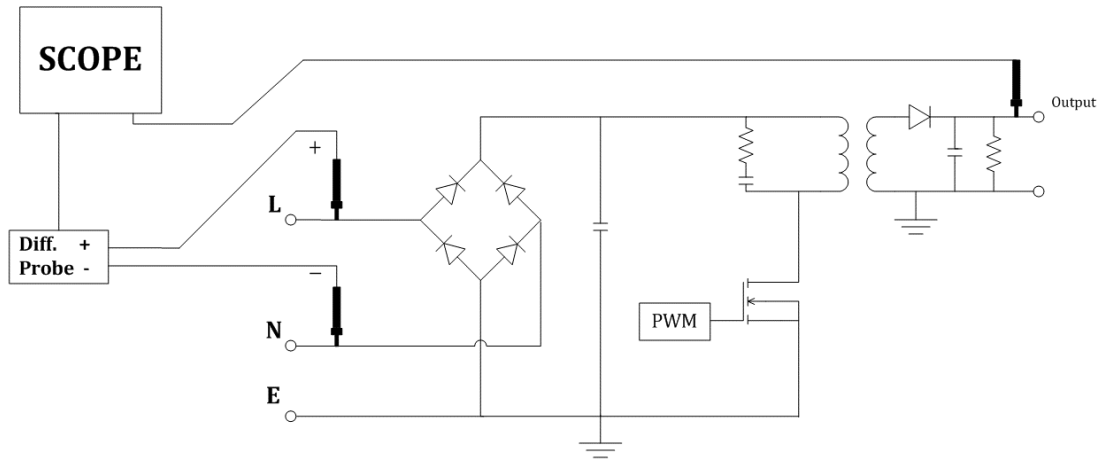 SCOPE
Output
+
L
Diff. +
Probe -
−
N
PWM
E